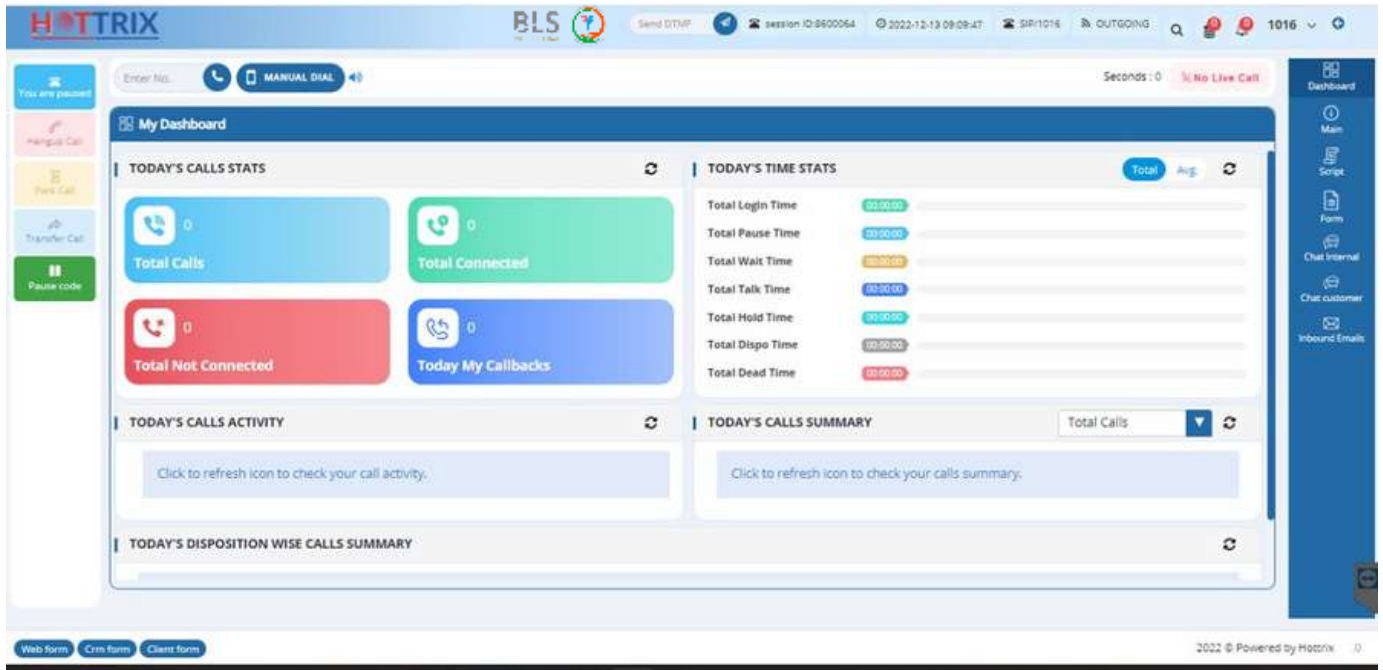 HOTTRIX
BLS
Send DTMF
session ID:8600064
2022-12-13 09:09:47
SIP/1016
OUTGOING
1016
You are paused
Hangup Call
Park Call
Transfer Call
Pause code
Enter No.
MANUAL DIAL
Seconds : 0
No Live Call
My Dashboard
TODAY'S CALLS STATS
0
Total Calls
0
Total Connected
0
Total Not Connected
0
Today My Callbacks
TODAY'S TIME STATS
Total
Avg.
Total Login Time 00:00:00
Total Pause Time 00:00:00
Total Wait Time 00:00:00
Total Talk Time 00:00:00
Total Hold Time 00:00:00
Total Dispo Time 00:00:00
Total Dead Time 00:00:00
TODAY'S CALLS ACTIVITY
Click to refresh icon to check your call activity.
TODAY'S CALLS SUMMARY
Total Calls
Click to refresh icon to check your calls summary.
TODAY'S DISPOSITION WISE CALLS SUMMARY
Dashboard
Main
Script
Form
Chat Internal
Chat customer
Inbound Emails
Web form
Crm form
Client form
2022 © Powered by Hottrix
.0